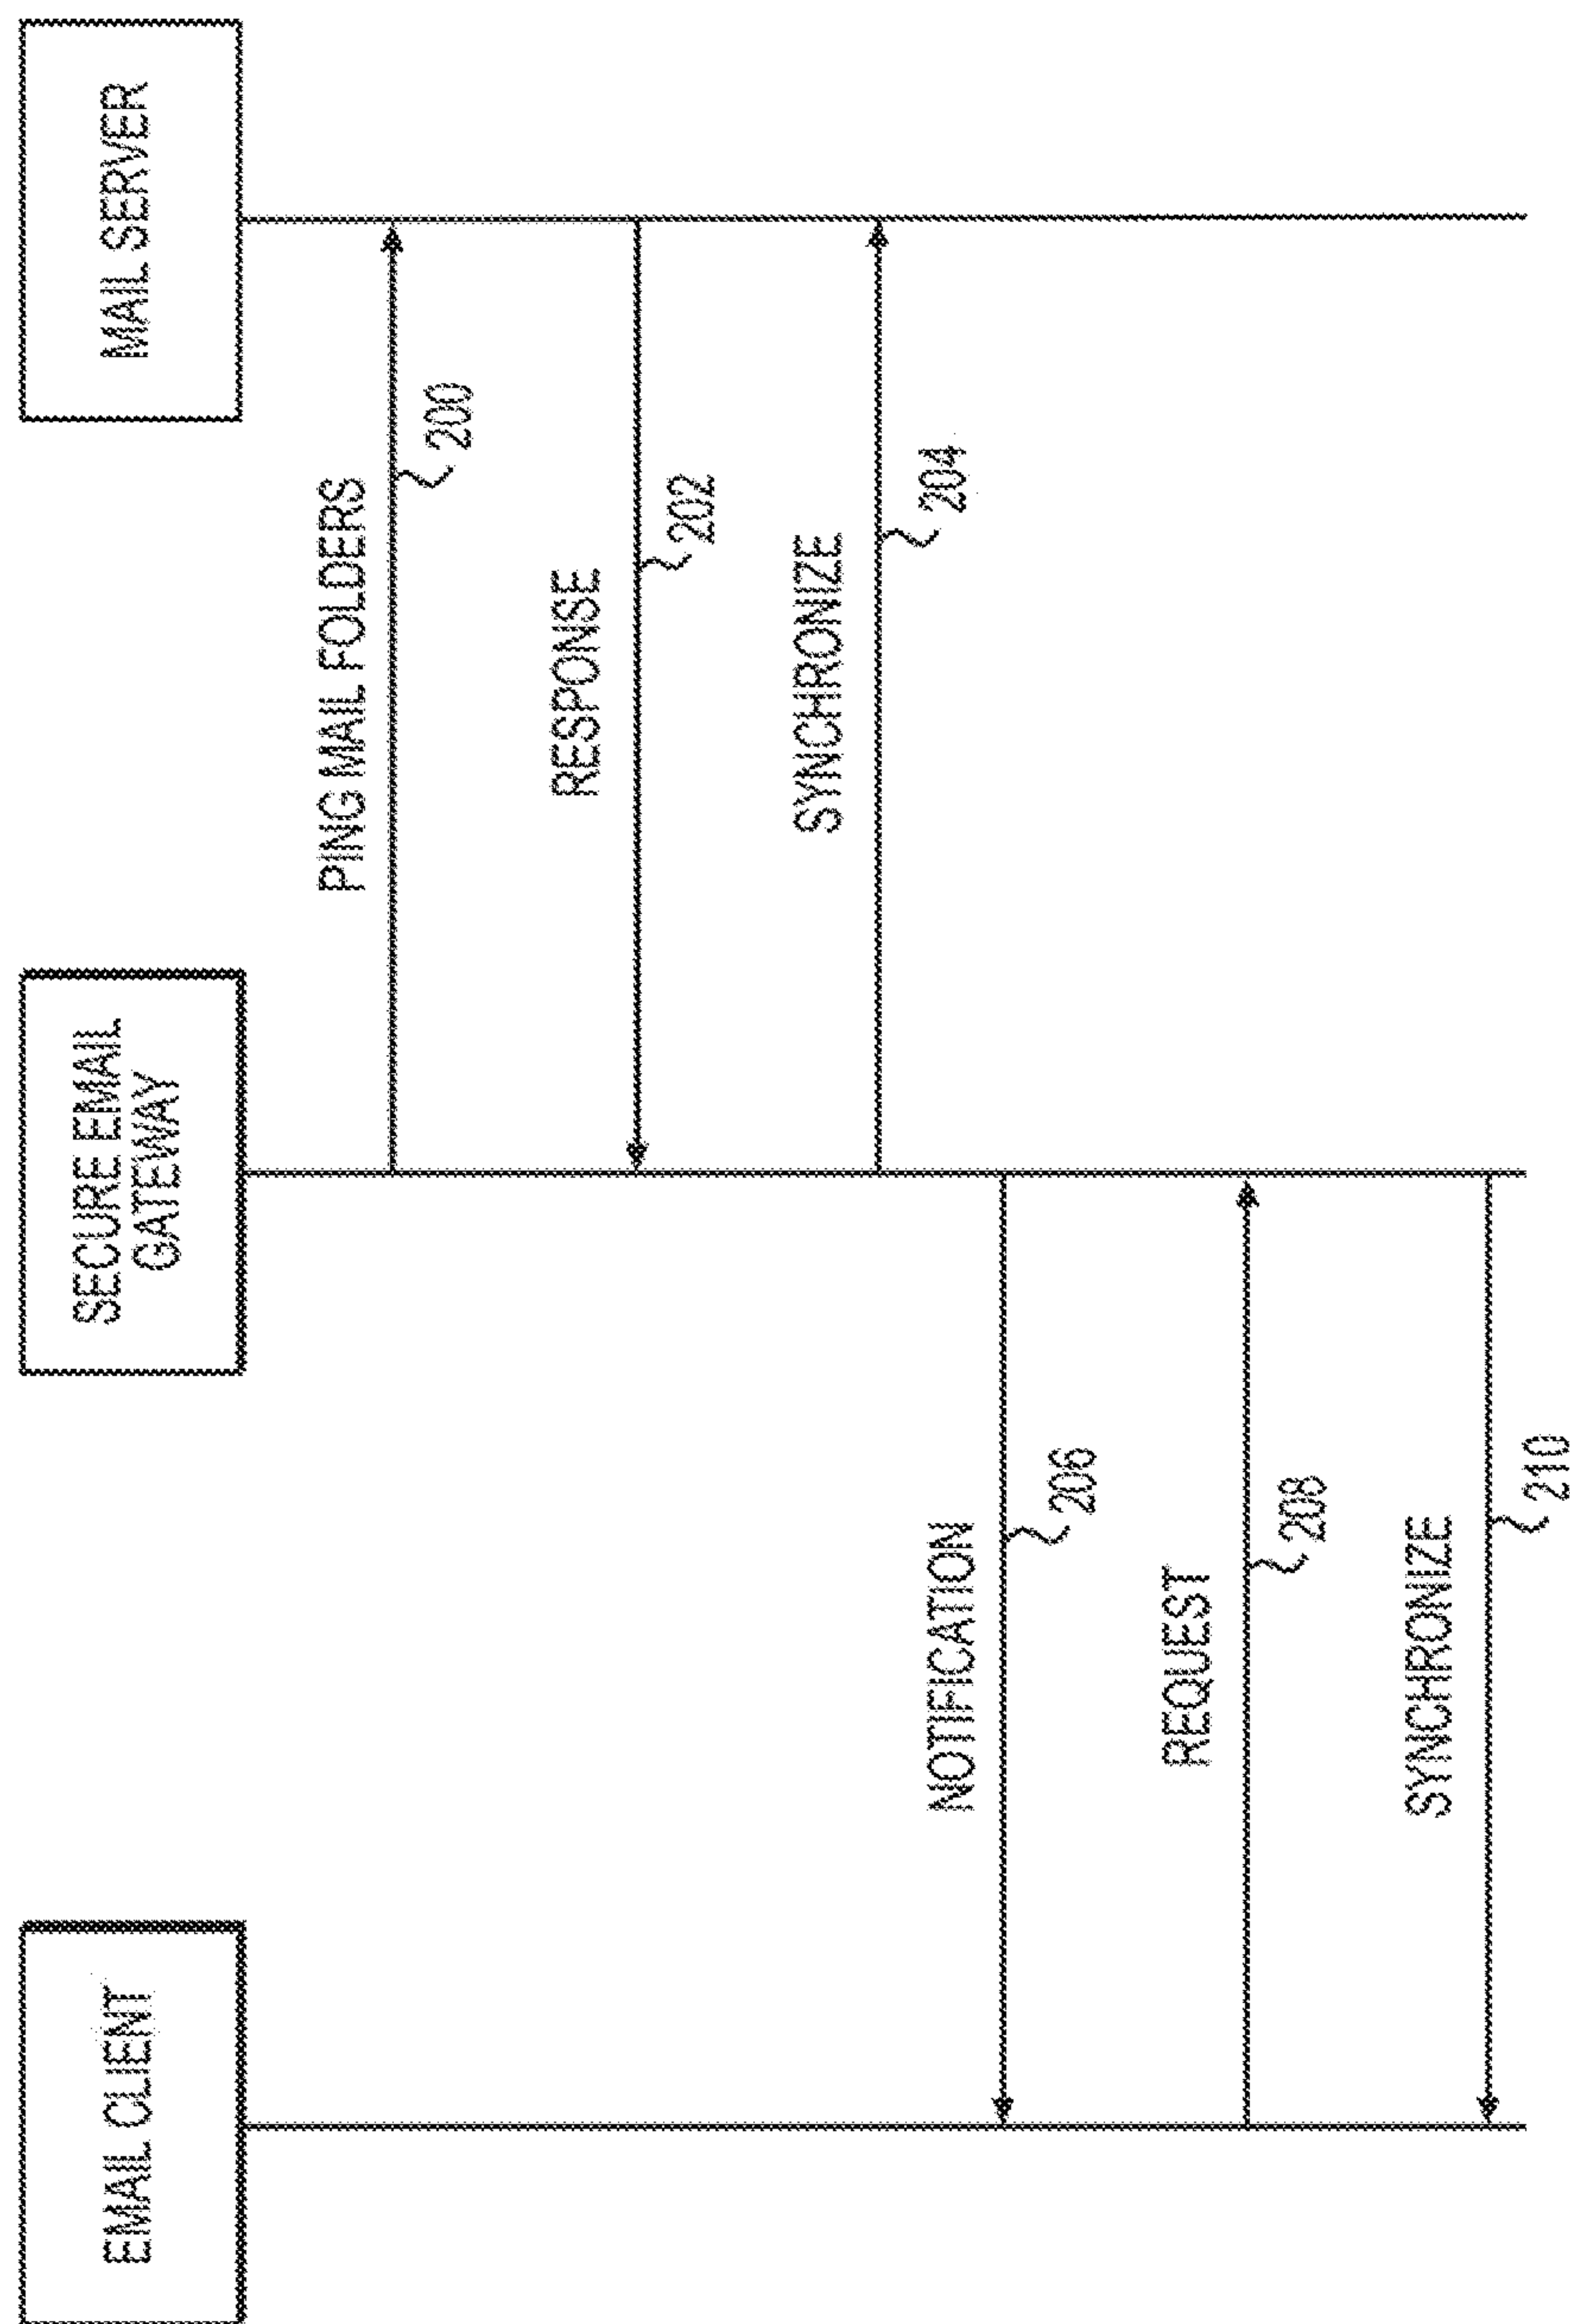 EMAIL CLIENT
SECURE EMAIL
GATEWAY
MAIL SERVER
PING MAIL FOLDERS
200
RESPONSE
202
SYNCHRONIZE
204
NOTIFICATION
206
REQUEST
208
SYNCHRONIZE
210